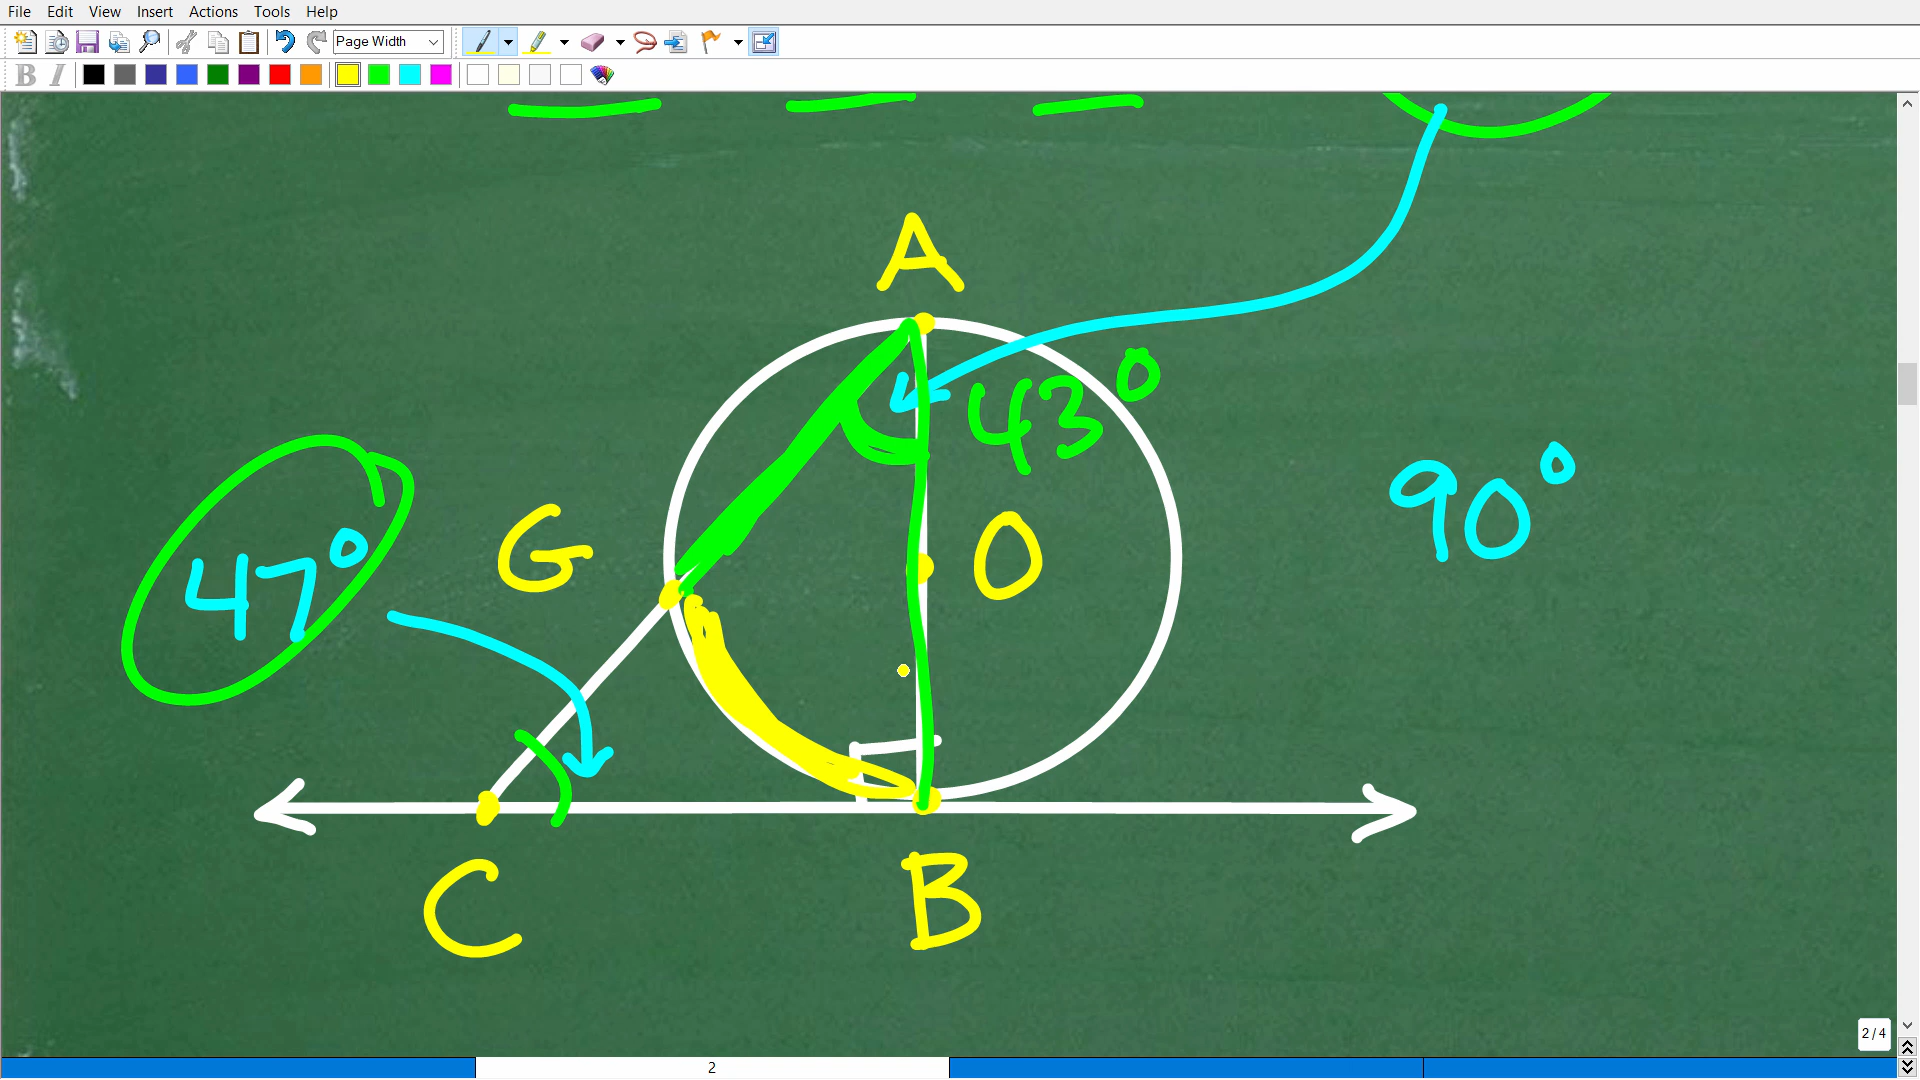 File Edit View Insert Actions Tools Help
Page Width
B I
A
43°
90°
G
O
47°
C
B
2 / 4
2